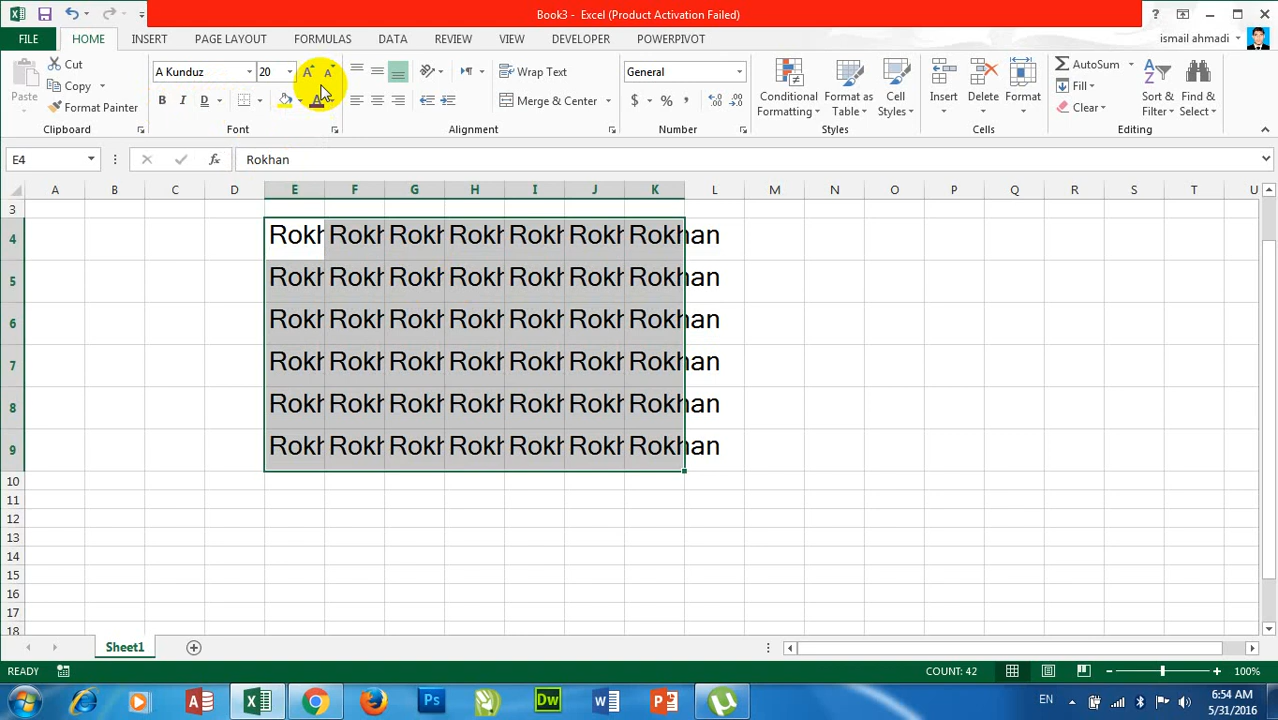 Book3 - Excel (Product Activation Failed)
FILE HOME INSERT PAGE LAYOUT FORMULAS DATA REVIEW VIEW DEVELOPER POWERPIVOT ismail ahmadi
Cut
Copy
Format Painter
Paste
Clipboard
A Kunduz 20
B I D
Font
Wrap Text
Merge & Center
Alignment
General
$ % ,
Number
Conditional Formatting
Format as Table
Cell Styles
Styles
Insert Delete Format
Cells
AutoSum
Fill
Clear
Sort & Filter
Find & Select
Editing
E4 fx Rokhan
A B C D E F G H I J K L M N O P Q R S T U
3
4 Rokh Rokh Rokh Rokh Rokh Rokh Rokhan
5 Rokh Rokh Rokh Rokh Rokh Rokh Rokhan
6 Rokh Rokh Rokh Rokh Rokh Rokh Rokhan
7 Rokh Rokh Rokh Rokh Rokh Rokh Rokhan
8 Rokh Rokh Rokh Rokh Rokh Rokh Rokhan
9 Rokh Rokh Rokh Rokh Rokh Rokh Rokhan
10
11
12
13
14
15
16
17
18
Sheet1
READY COUNT: 42 100%
EN 6:54 AM
5/31/2016